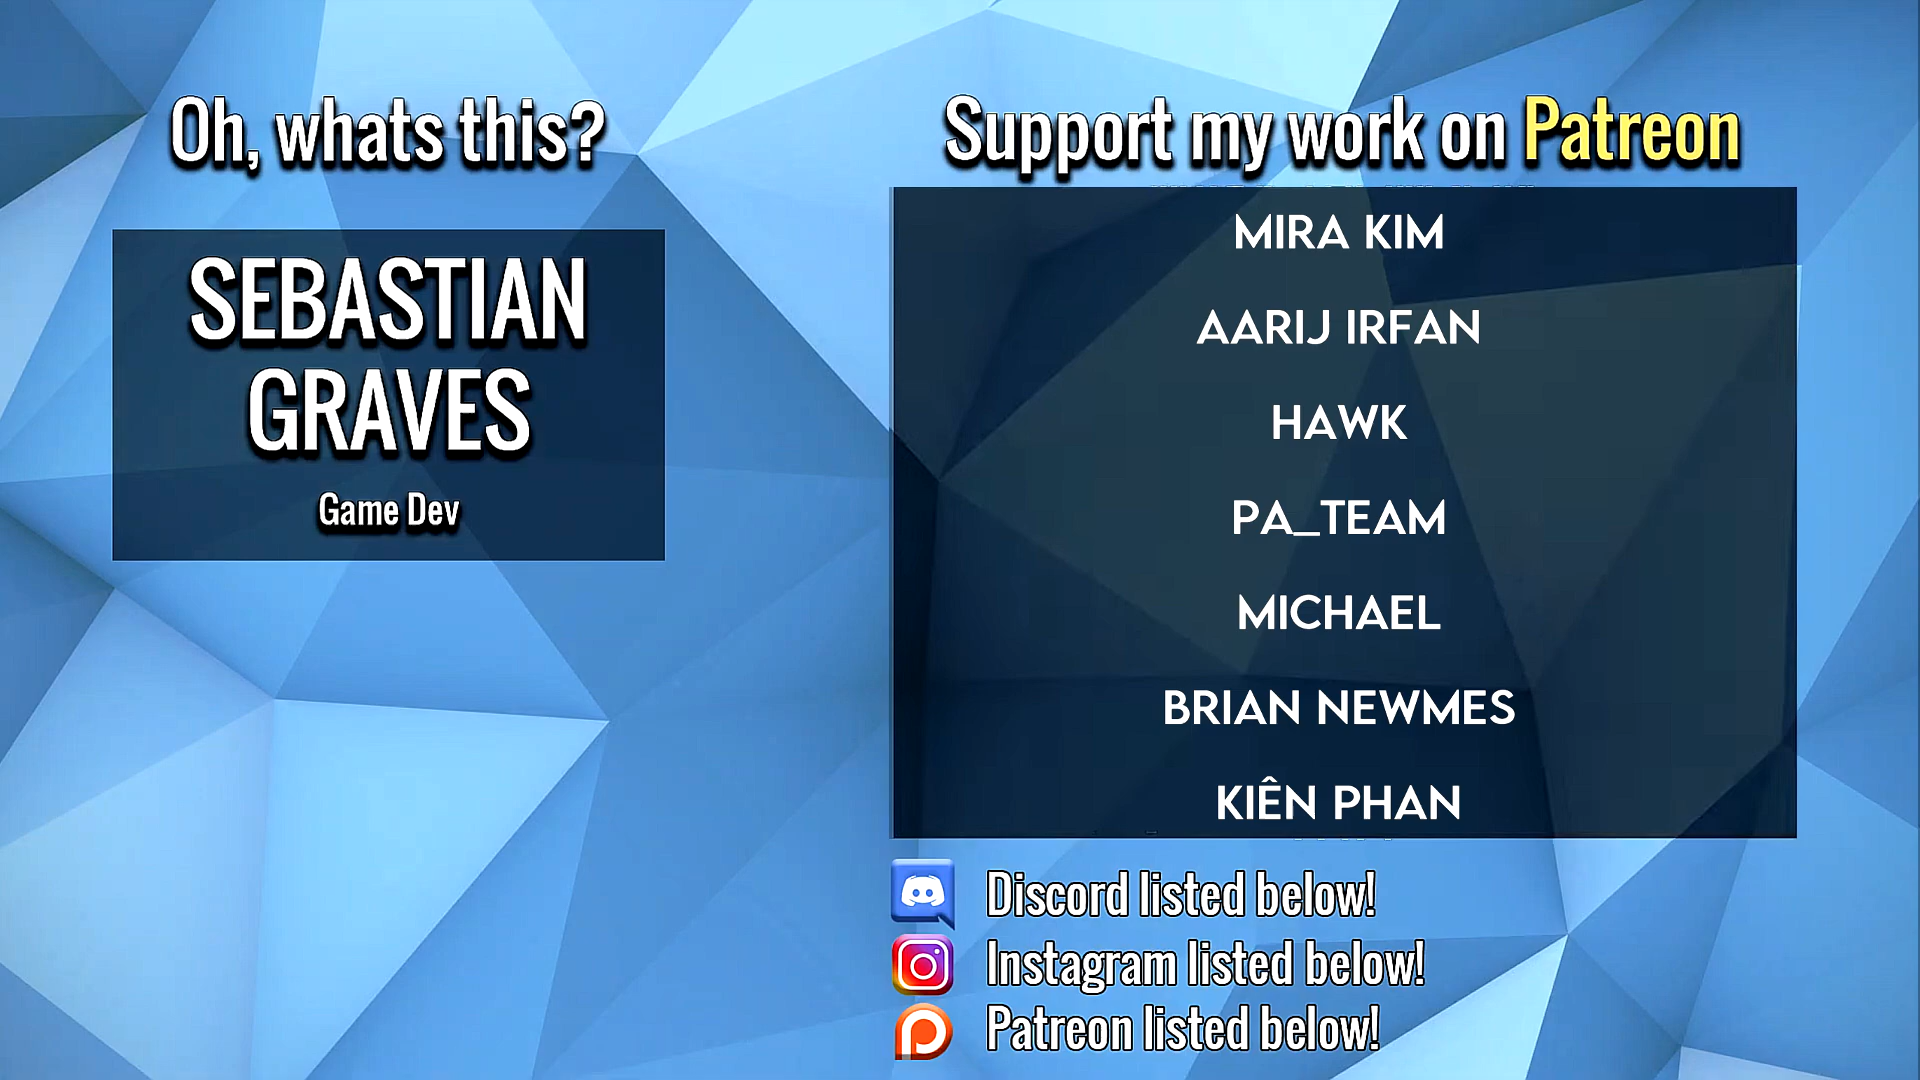 Oh, whats this?
SEBASTIAN
GRAVES
Game Dev
Support my work on Patreon
MIRA KIM
AARIJ IRFAN
HAWK
PA_TEAM
MICHAEL
BRIAN NEWMES
KIÊN PHAN
Discord listed below!
Instagram listed below!
Patreon listed below!